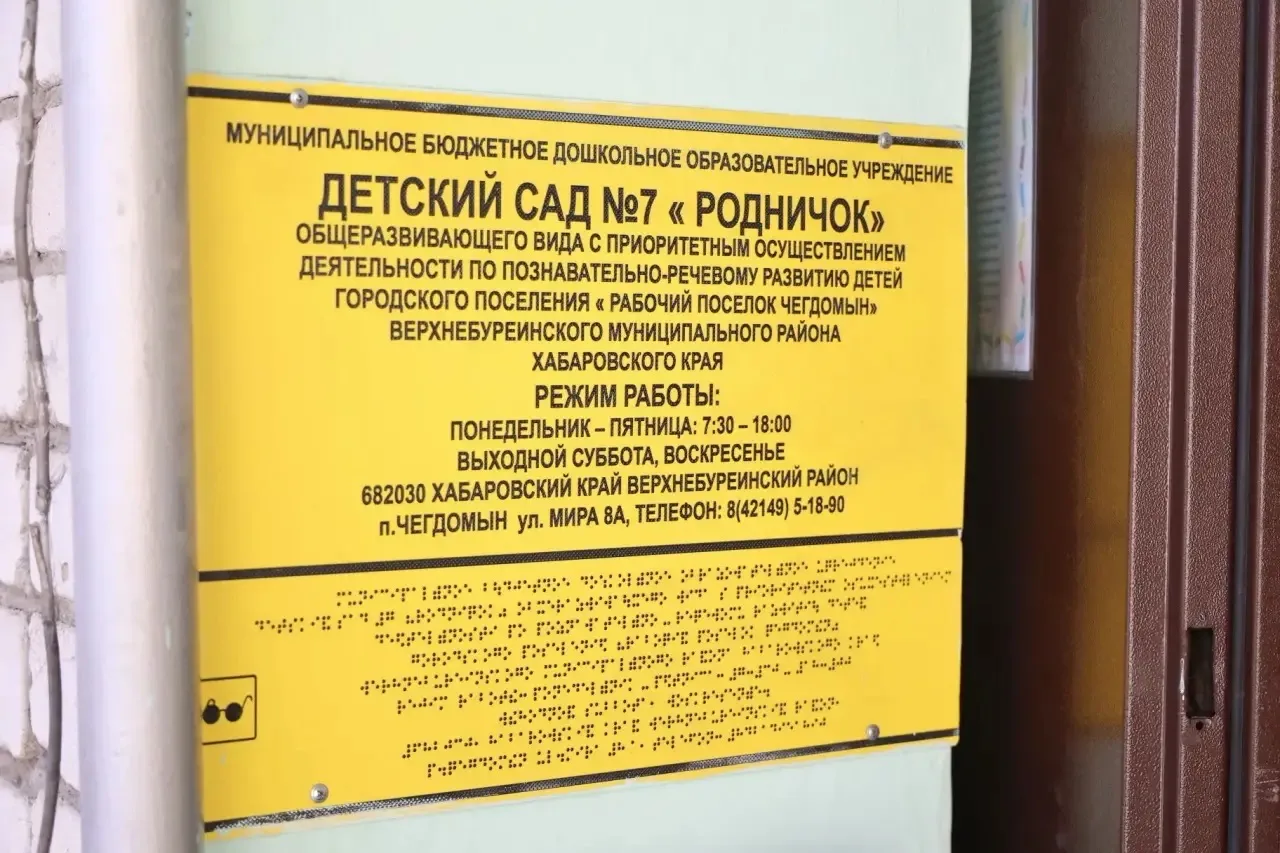 МУНИЦИПАЛЬНОЕ БЮДЖЕТНОЕ ДОШКОЛЬНОЕ ОБРАЗОВАТЕЛЬНОЕ УЧРЕЖДЕНИЕ
ДЕТСКИЙ САД №7 « РОДНИЧОК»
ОБЩЕРАЗВИВАЮЩЕГО ВИДА С ПРИОРИТЕТНЫМ ОСУЩЕСТВЛЕНИЕМ
ДЕЯТЕЛЬНОСТИ ПО ПОЗНАВАТЕЛЬНО-РЕЧЕВОМУ РАЗВИТИЮ ДЕТЕЙ
ГОРОДСКОГО ПОСЕЛЕНИЯ « РАБОЧИЙ ПОСЕЛОК ЧЕГДОМЫН»
ВЕРХНЕБУРЕИНСКОГО МУНИЦИПАЛЬНОГО РАЙОНА
ХАБАРОВСКОГО КРАЯ
РЕЖИМ РАБОТЫ:
ПОНЕДЕЛЬНИК – ПЯТНИЦА: 7:30 – 18:00
ВЫХОДНОЙ СУББОТА, ВОСКРЕСЕНЬЕ
682030 ХАБАРОВСКИЙ КРАЙ ВЕРХНЕБУРЕИНСКИЙ РАЙОН
п.ЧЕГДОМЫН ул. МИРА 8А, ТЕЛЕФОН: 8(42149) 5-18-90